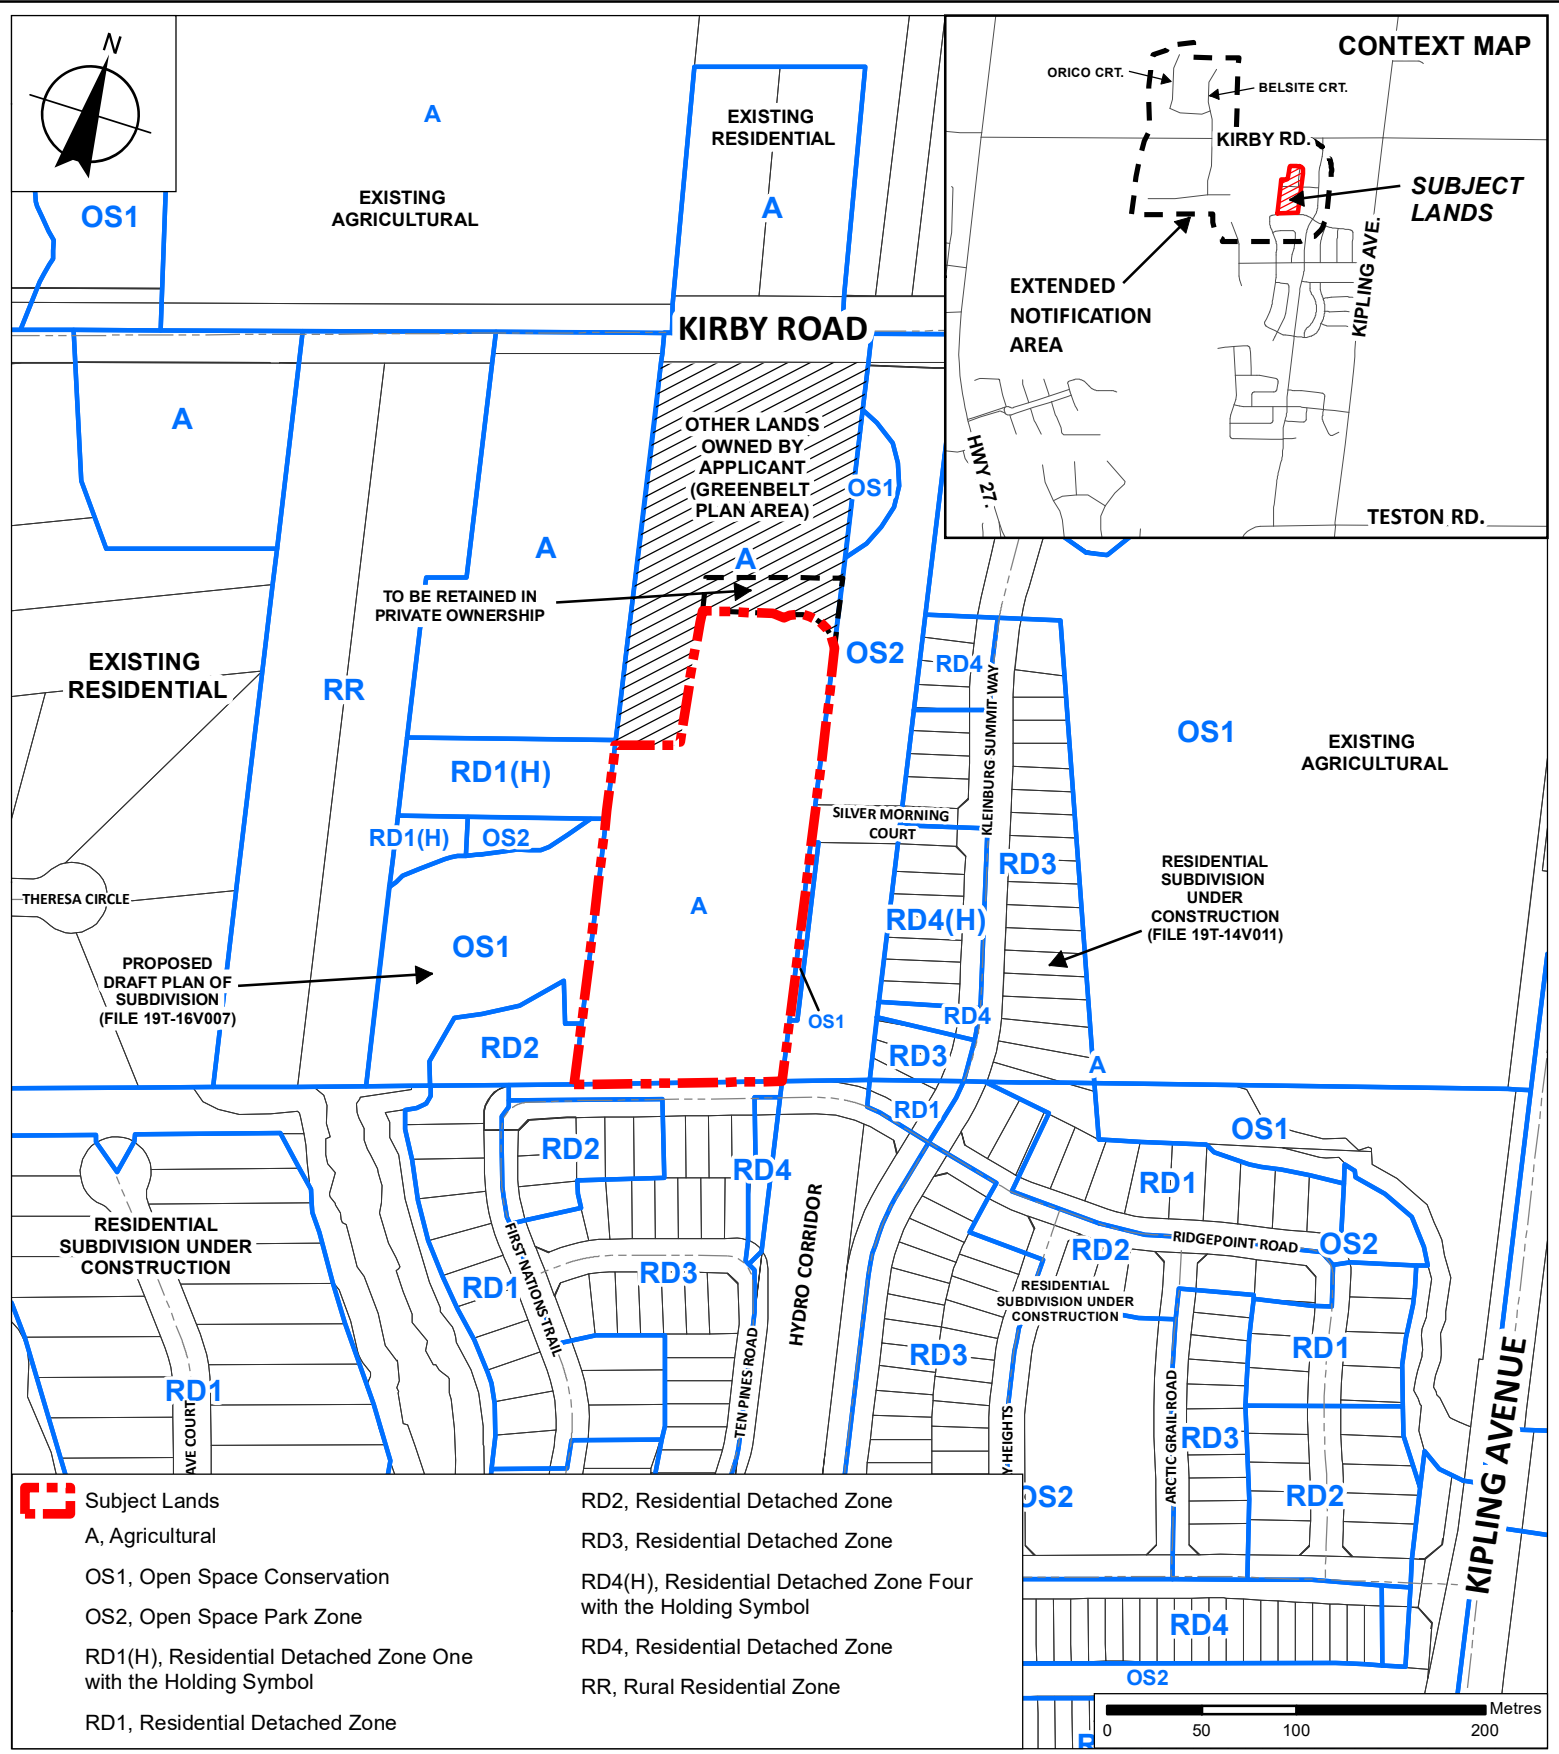 N
CONTEXT MAP
ORICO CRT.
BELSITE CRT.
KIRBY RD.
SUBJECT
LANDS
EXTENDED
NOTIFICATION
AREA
KIPLING AVE.
HWY 27.
TESTON RD.
A
EXISTING
AGRICULTURAL
EXISTING
RESIDENTIAL
A
OS1
KIRBY ROAD
A
OTHER LANDS
OWNED BY
APPLICANT
(GREENBELT
PLAN AREA)
OS1
A
A
TO BE RETAINED IN
PRIVATE OWNERSHIP
EXISTING
RESIDENTIAL
RR
OS2
RD4
KLEINBURG SUMMIT WAY
OS1
EXISTING
AGRICULTURAL
RD1(H)
SILVER MORNING
COURT
RD1(H)
OS2
RD3
RESIDENTIAL
SUBDIVISION
UNDER
CONSTRUCTION
(FILE 19T-14V011)
THERESA CIRCLE
A
RD4(H)
OS1
PROPOSED
DRAFT PLAN OF
SUBDIVISION
(FILE 19T-16V007)
OS1
RD4
RD2
RD3
A
RD1
OS1
RD2
RD4
RD1
RESIDENTIAL
SUBDIVISION UNDER
CONSTRUCTION
FIRST NATIONS TRAIL
HYDRO CORRIDOR
RIDGEPOINT ROAD
OS2
RD2
RD1
RD3
RESIDENTIAL
SUBDIVISION UNDER
CONSTRUCTION
RD3
RD1
RD1
AVE COURT
TEN PINES ROAD
Y HEIGHTS
ARCTIC GRAIL ROAD
RD3
KIPLING AVENUE
OS2
RD2
RD4
OS2
R
Subject Lands
A, Agricultural
OS1, Open Space Conservation
OS2, Open Space Park Zone
RD1(H), Residential Detached Zone One
with the Holding Symbol
RD1, Residential Detached Zone
RD2, Residential Detached Zone
RD3, Residential Detached Zone
RD4(H), Residential Detached Zone Four
with the Holding Symbol
RD4, Residential Detached Zone
RR, Rural Residential Zone
Metres
0 50 100 200